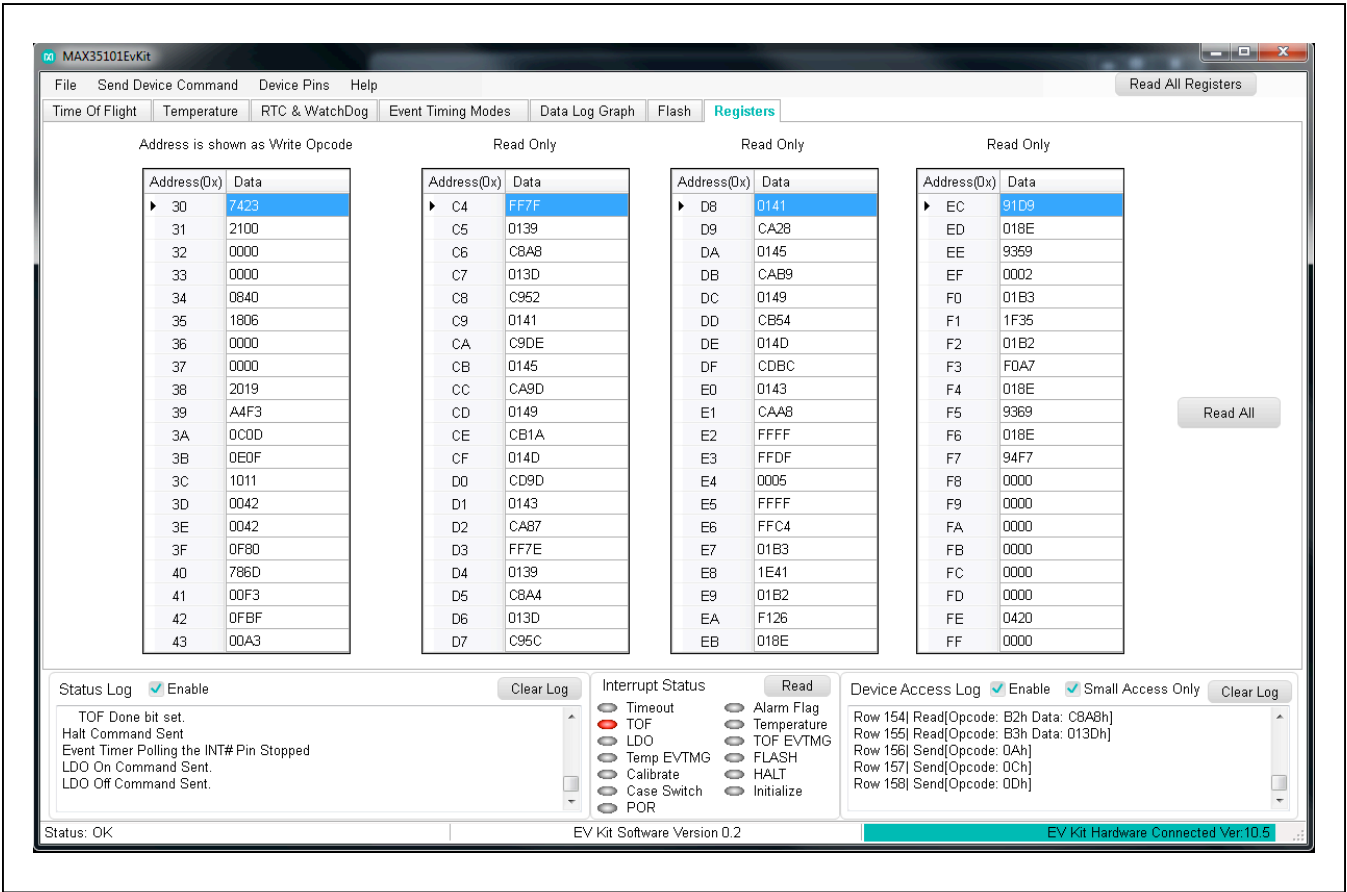 MAX35101EvKit
File Send Device Command Device Pins Help Read All Registers
Time Of Flight Temperature RTC & WatchDog Event Timing Modes Data Log Graph Flash Registers
Address is shown as Write Opcode Read Only Read Only Read Only
Address(0x) Data Address(0x) Data Address(0x) Data Address(0x) Data
30 7423 C4 FF7F D8 0141 EC 91D9
31 2100 C5 0139 D9 CA28 ED 018E
32 0000 C6 C8A8 DA 0145 EE 9359
33 0000 C7 013D DB CAB9 EF 0002
34 0840 C8 C952 DC 0149 F0 01B3
35 1806 C9 0141 DD CB54 F1 1F35
36 0000 CA C9DE DE 014D F2 01B2
37 0000 CB 0145 DF CDBC F3 F0A7
38 2019 CC CA9D E0 0143 F4 018E
39 A4F3 CD 0149 E1 CAA8 F5 9369
3A 0C0D CE CB1A E2 FFFF F6 018E
3B 0E0F CF 014D E3 FFDF F7 94F7
3C 1011 D0 CD9D E4 0005 F8 0000
3D 0042 D1 0143 E5 FFFF F9 0000
3E 0042 D2 CA87 E6 FFC4 FA 0000
3F 0F80 D3 FF7E E7 01B3 FB 0000
40 786D D4 0139 E8 1E41 FC 0000
41 00F3 D5 C8A4 E9 01B2 FD 0000
42 0FBF D6 013D EA F126 FE 0420
43 00A3 D7 C95C EB 018E FF 0000
Read All
Status Log Enable Clear Log
TOF Done bit set.
Halt Command Sent
Event Timer Polling the INT# Pin Stopped
LDO On Command Sent.
LDO Off Command Sent.
Interrupt Status Read
Timeout Alarm Flag
TOF Temperature
LDO TOF EVTMG
Temp EVTMG FLASH
Calibrate HALT
Case Switch Initialize
POR
Device Access Log Enable Small Access Only Clear Log
Row 154| Read[Opcode: B2h Data: C8A8h]
Row 155| Read[Opcode: B3h Data: 013Dh]
Row 156| Send[Opcode: 0Ah]
Row 157| Send[Opcode: 0Ch]
Row 158| Send[Opcode: 0Dh]
Status: OK EV Kit Software Version 0.2 EV Kit Hardware Connected Ver:10.5